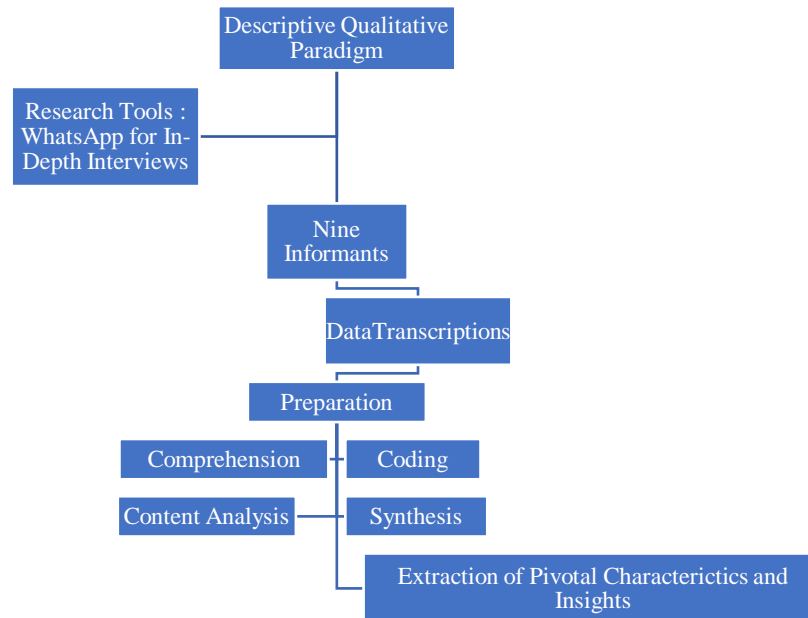 Descriptive Qualitative
Paradigm
Research Tools :
WhatsApp for In-
Depth Interviews
Nine
Informants
DataTranscriptions
Preparation
Comprehension
Coding
Content Analysis
Synthesis
Extraction of Pivotal Characterictics and
Insights